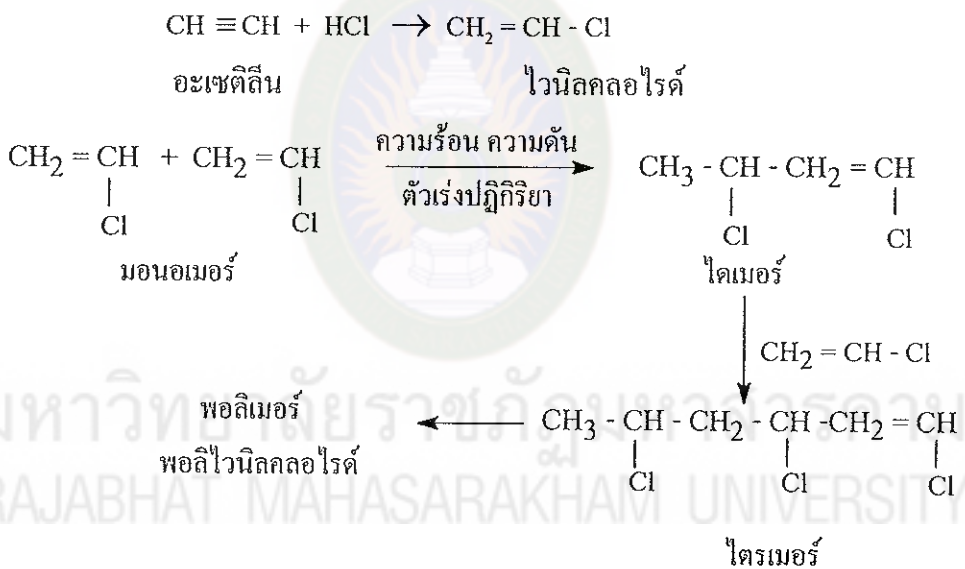 CH ≡ CH + HCl → CH₂ = CH - Cl
อะเซติลีน ไวนิลคลอไรด์
ความร้อน ความดัน
CH₂ = CH + CH₂ = CH → CH₃ - CH - CH₂ = CH
ตัวเร่งปฏิกิริยา
| | | |
Cl Cl Cl Cl
มอนอเมอร์ ไดเมอร์
↓ CH₂ = CH - Cl
พอลิเมอร์ ← CH₃ - CH - CH₂ - CH - CH₂ = CH
พอลิไวนิลคลอไรด์
| | |
Cl Cl Cl
ไตรเมอร์
มหาวิทยาลัยราชภัฏมหาสารคาม
RAJABHAT MAHASARAKHAM UNIVERSITY